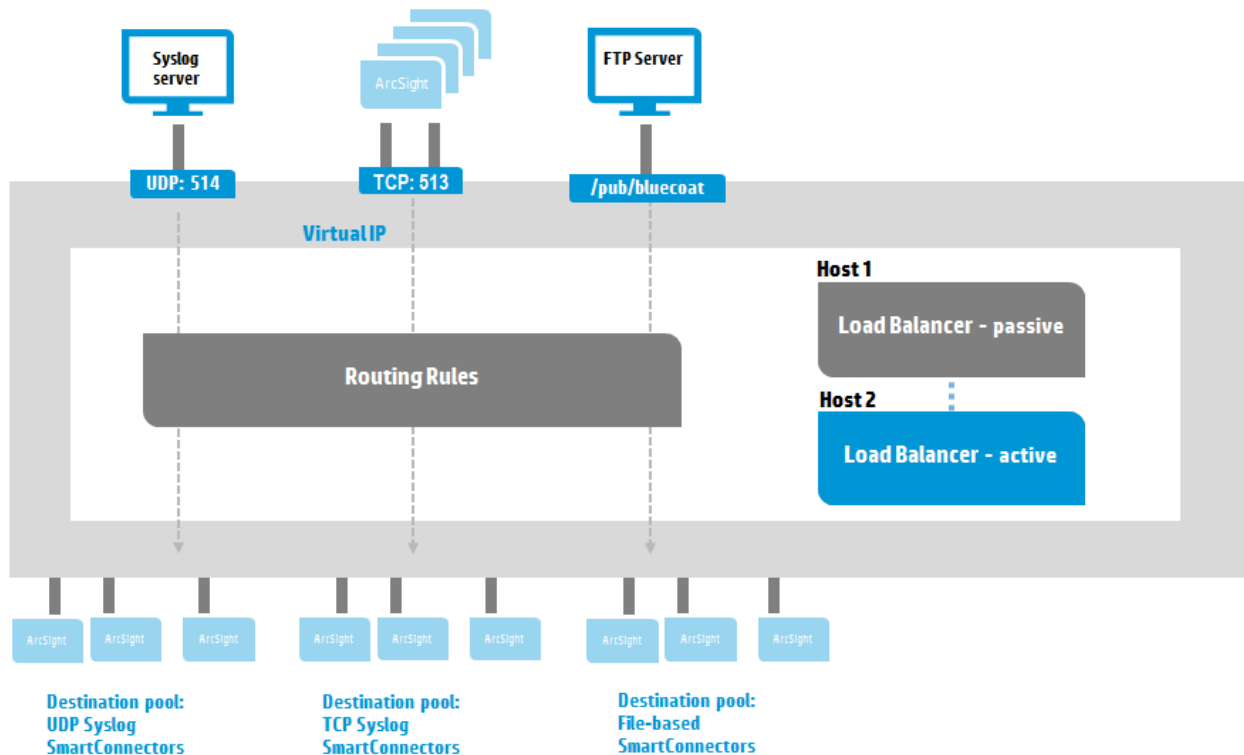 Syslog
server
ArcSight
FTP Server
UDP: 514
TCP: 513
/pub/bluecoat
Virtual IP
Host 1
Load Balancer - passive
Routing Rules
Host 2
Load Balancer - active
ArcSight
ArcSight
ArcSight
ArcSight
ArcSight
ArcSight
ArcSight
ArcSight
ArcSight
Destination pool:
UDP Syslog
SmartConnectors
Destination pool:
TCP Syslog
SmartConnectors
Destination pool:
File-based
SmartConnectors